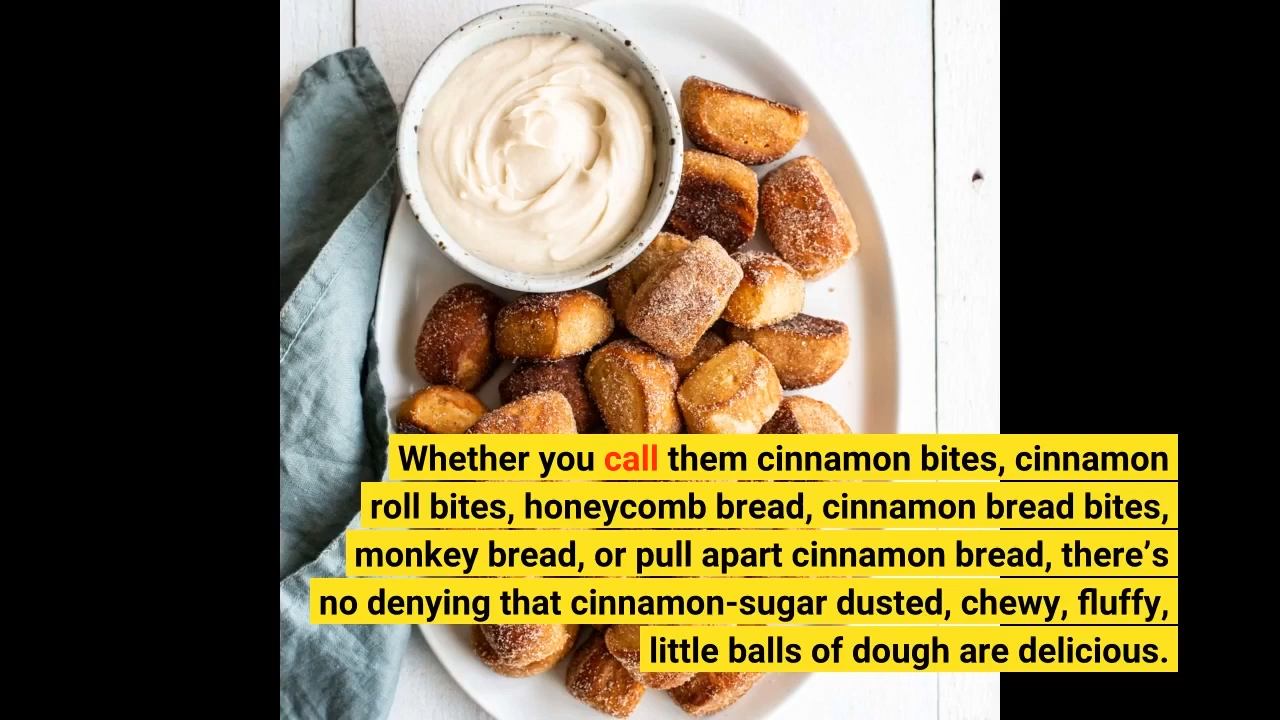 Whether you call them cinnamon bites, cinnamon
roll bites, honeycomb bread, cinnamon bread bites,
monkey bread, or pull apart cinnamon bread, there’s
no denying that cinnamon-sugar dusted, chewy, fluffy,
little balls of dough are delicious.